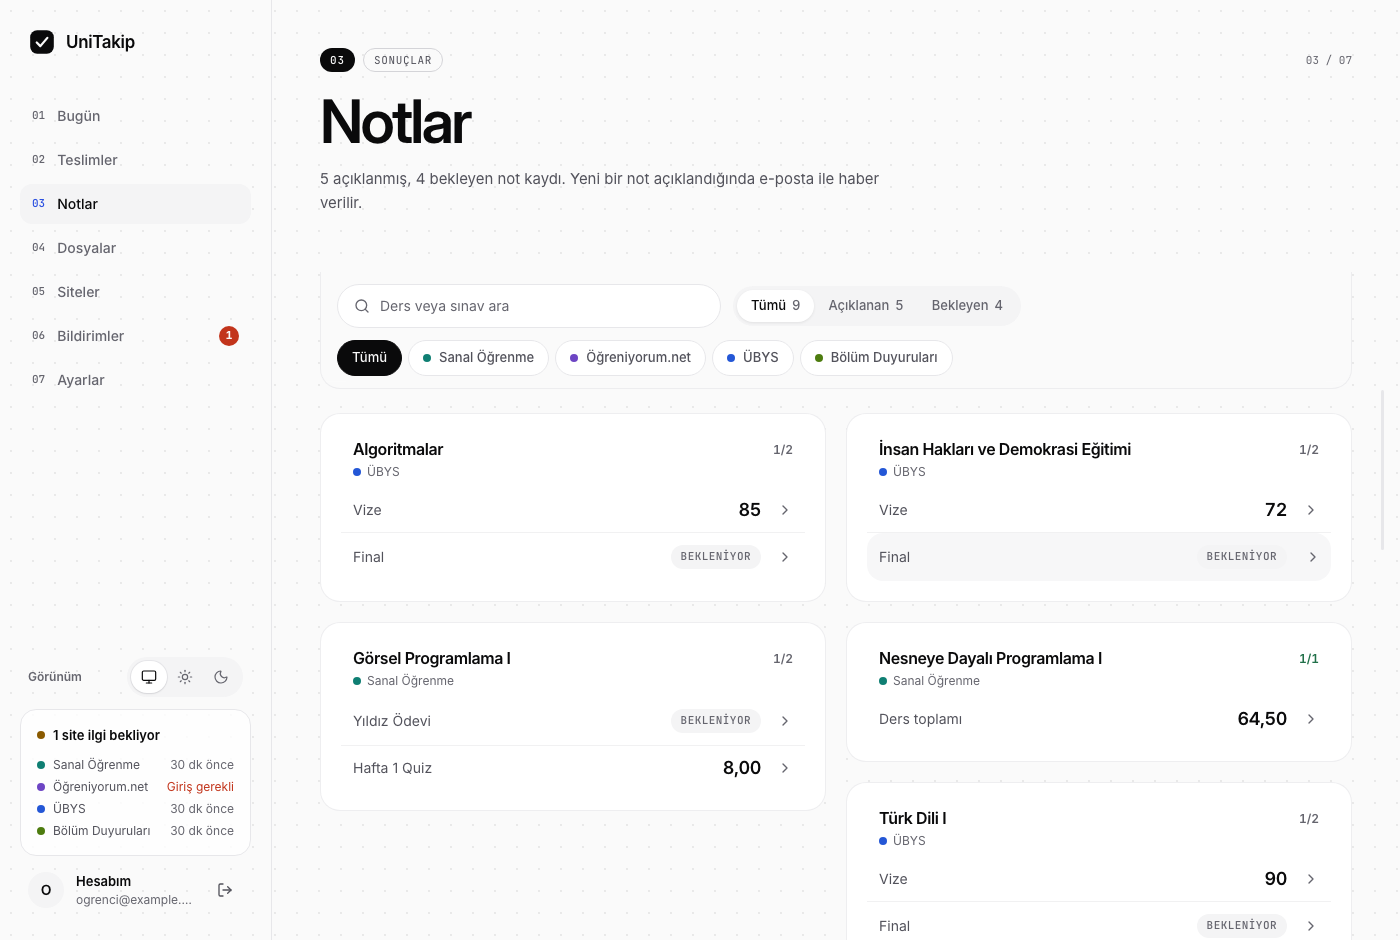 UniTakip
01 Bugün
02 Teslimler
03 Notlar
04 Dosyalar
05 Siteler
06 Bildirimler 1
07 Ayarlar
Görünüm
1 site ilgi bekliyor
Sanal Öğrenme 30 dk önce
Öğreniyorum.net Giriş gerekli
ÜBYS 30 dk önce
Bölüm Duyuruları 30 dk önce
O
Hesabım
ogrenci@example....
03 SONUÇLAR 03 / 07
Notlar
5 açıklanmış, 4 bekleyen not kaydı. Yeni bir not açıklandığında e-posta ile haber
verilir.
Ders veya sınav ara
Tümü 9 Açıklanan 5 Bekleyen 4
Tümü Sanal Öğrenme Öğreniyorum.net ÜBYS Bölüm Duyuruları
Algoritmalar 1/2
ÜBYS
Vize 85
Final BEKLENİYOR
İnsan Hakları ve Demokrasi Eğitimi 1/2
ÜBYS
Vize 72
Final BEKLENİYOR
Görsel Programlama I 1/2
Sanal Öğrenme
Yıldız Ödevi BEKLENİYOR
Hafta 1 Quiz 8,00
Nesneye Dayalı Programlama I 1/1
Sanal Öğrenme
Ders toplamı 64,50
Türk Dili I 1/2
ÜBYS
Vize 90
Final BEKLENİYOR